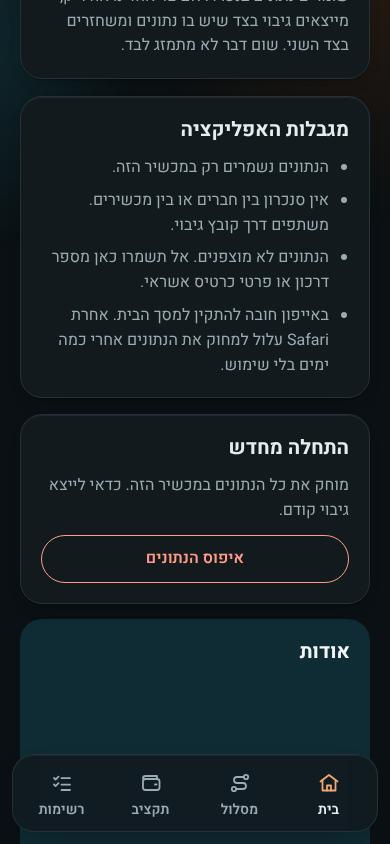 מייצאים גיבוי בצד שיש בו נתונים ומשחזרים
בצד השני. שום דבר לא מתמזג לבד.
מגבלות האפליקציה
הנתונים נשמרים רק במכשיר הזה.
אין סנכרון בין חברים או בין מכשירים.
משתפים דרך קובץ גיבוי.
הנתונים לא מוצפנים. אל תשמרו כאן מספר
דרכון או פרטי כרטיס אשראי.
באייפון חובה להתקין למסך הבית. אחרת
Safari עלול למחוק את הנתונים אחרי כמה
ימים בלי שימוש.
התחלה מחדש
מוחק את כל הנתונים במכשיר הזה. כדאי לייצא
גיבוי קודם.
איפוס הנתונים
אודות
בית
מסלול
תקציב
רשימות